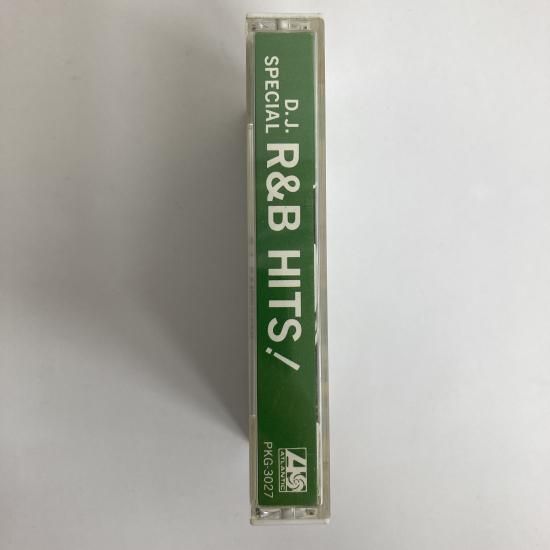 D.J.
SPECIAL
R&B HITS!
ATLANTIC
PKG-3027